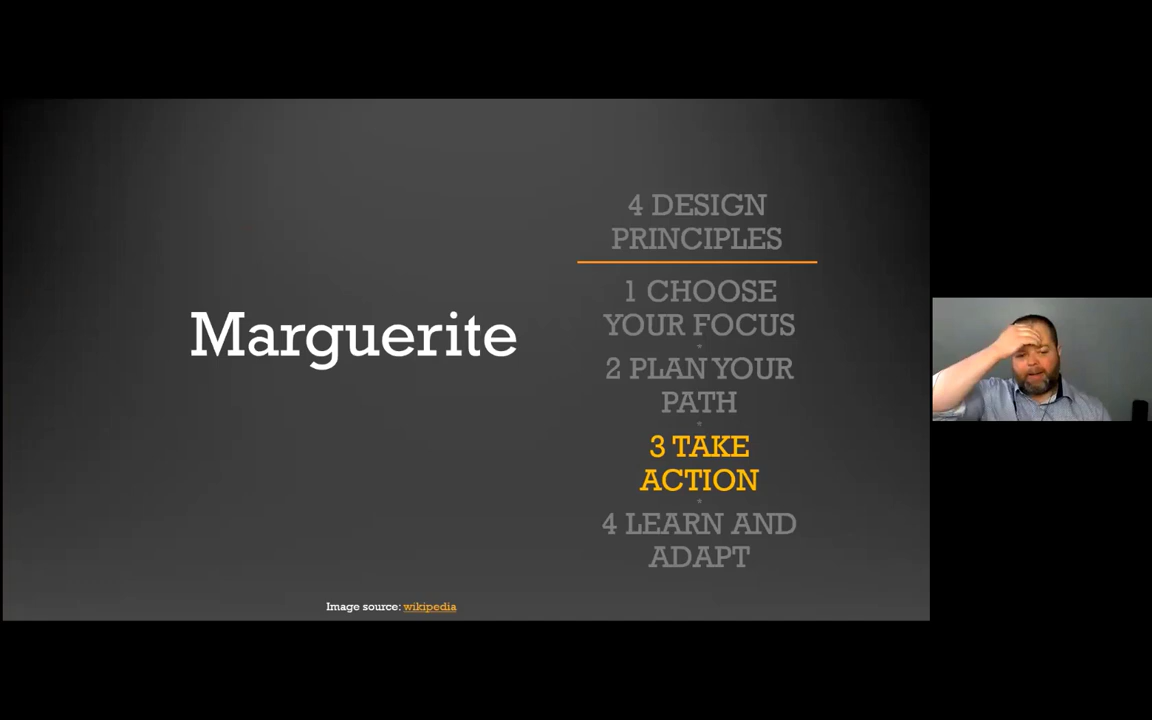 Marguerite
4 DESIGN
PRINCIPLES
1 CHOOSE
YOUR FOCUS
2 PLAN YOUR
PATH
3 TAKE
ACTION
4 LEARN AND
ADAPT
Image source: wikipedia